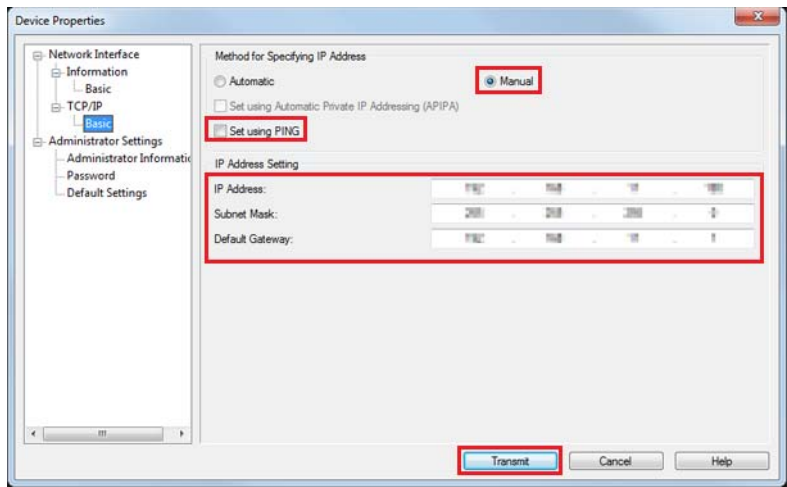 Device Properties
Network Interface
Information
Basic
TCP/IP
Basic
Administrator Settings
Administrator Informatic
Password
Default Settings
Method for Specifying IP Address
Automatic
Manual
Set using Automatic Private IP Addressing (APIPA)
Set using PING
IP Address Setting
IP Address:
Subnet Mask:
Default Gateway:
Transmit
Cancel
Help